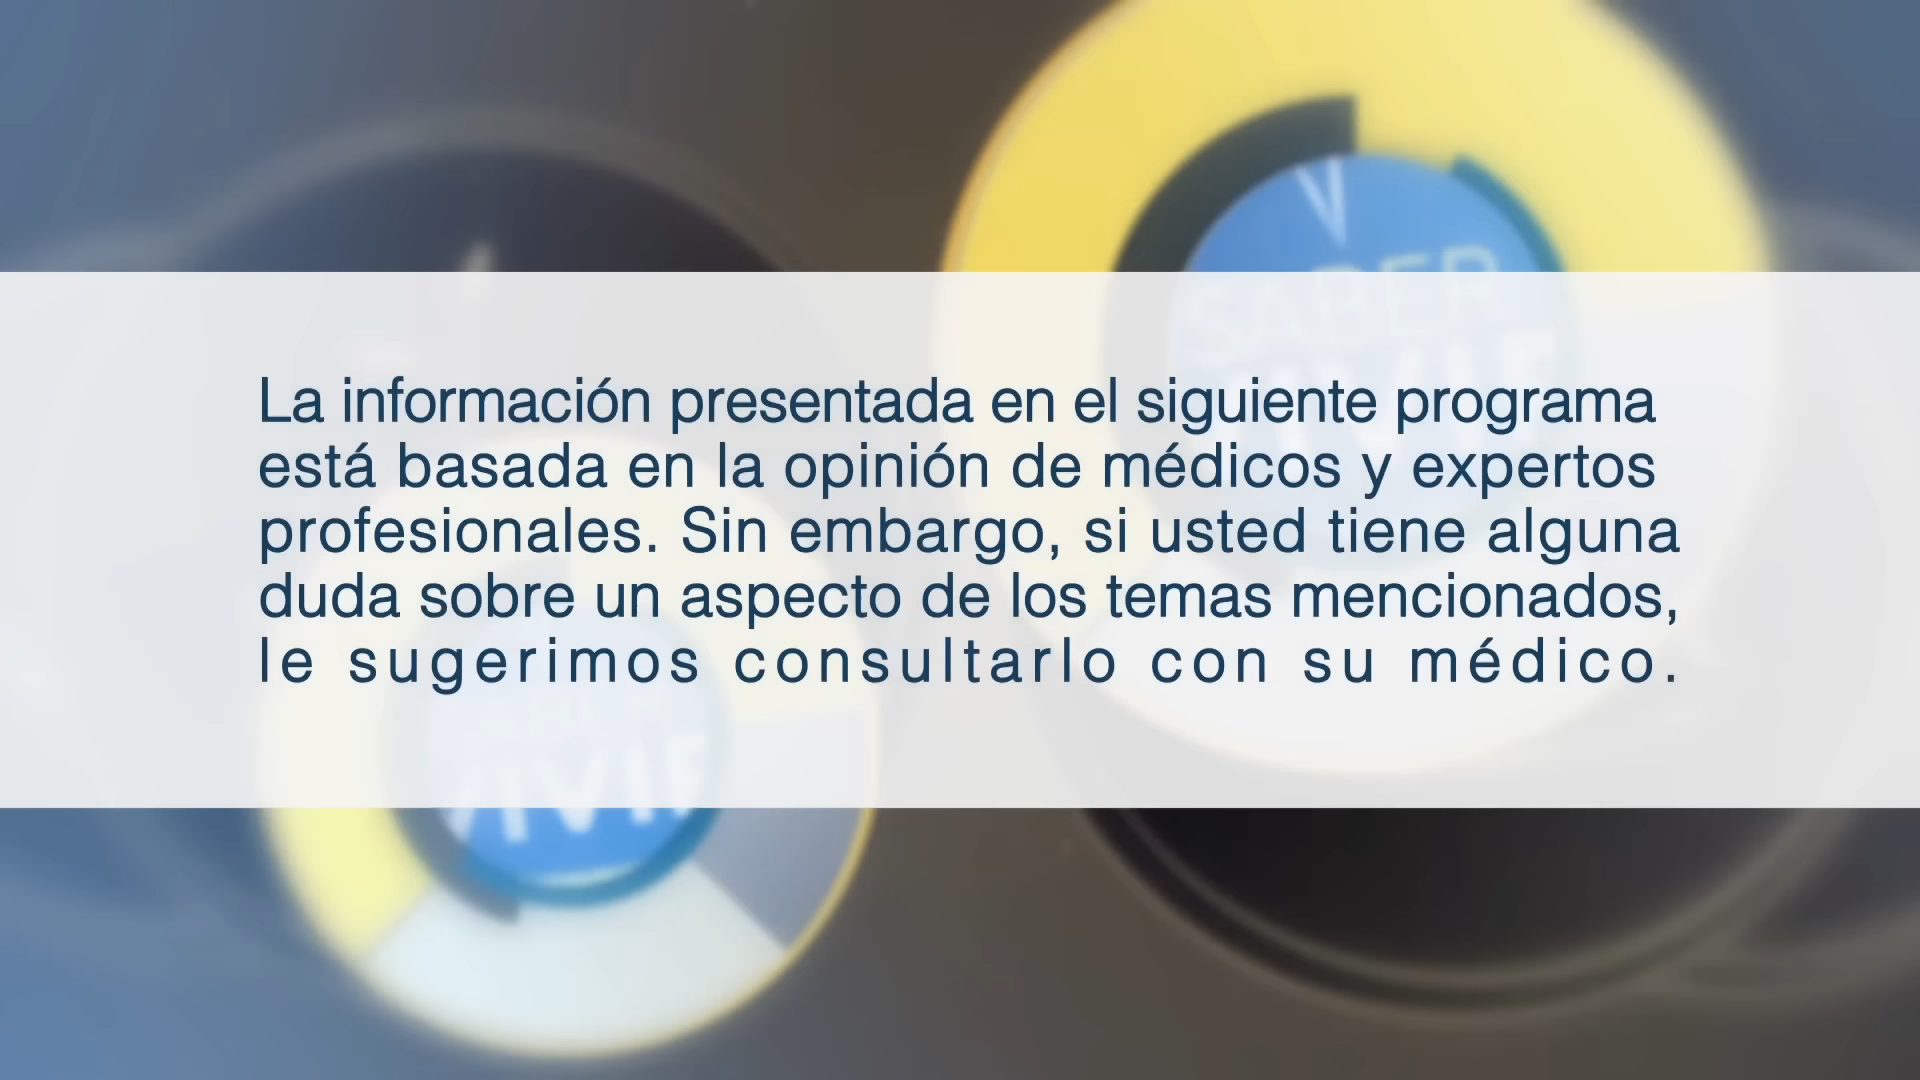 SABER
La información presentada en el siguiente programa
está basada en la opinión de médicos y expertos
profesionales. Sin embargo, si usted tiene alguna
duda sobre un aspecto de los temas mencionados,
le sugerimos consultarlo con su médico.